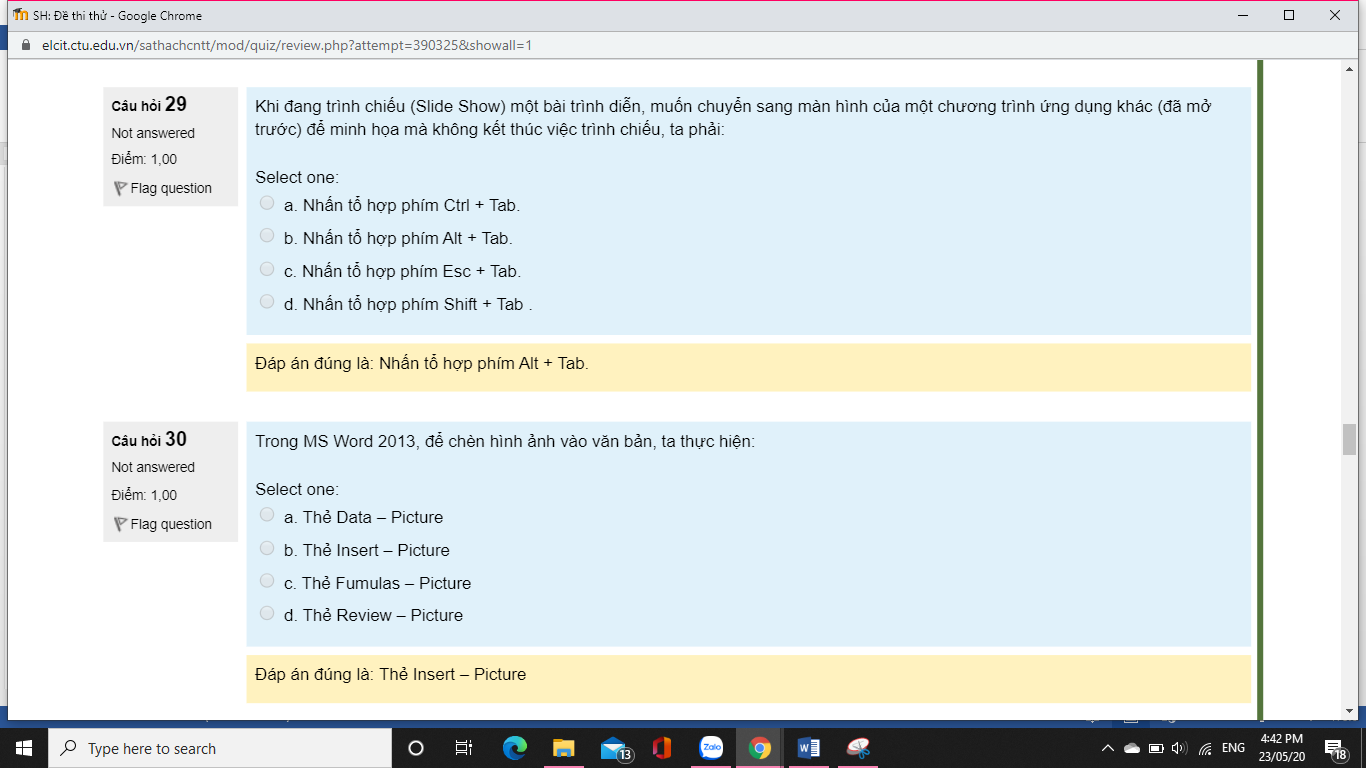 SH: Đề thi thử - Google Chrome
elcit.ctu.edu.vn/sathachcntt/mod/quiz/review.php?attempt=390325&showall=1
Câu hỏi 29
Not answered
Điểm: 1,00
Flag question
Khi đang trình chiếu (Slide Show) một bài trình diễn, muốn chuyển sang màn hình của một chương trình ứng dụng khác (đã mở
trước) để minh họa mà không kết thúc việc trình chiếu, ta phải:
Select one:
a. Nhấn tổ hợp phím Ctrl + Tab.
b. Nhấn tổ hợp phím Alt + Tab.
c. Nhấn tổ hợp phím Esc + Tab.
d. Nhấn tổ hợp phím Shift + Tab .
Đáp án đúng là: Nhấn tổ hợp phím Alt + Tab.
Câu hỏi 30
Not answered
Điểm: 1,00
Flag question
Trong MS Word 2013, để chèn hình ảnh vào văn bản, ta thực hiện:
Select one:
a. Thẻ Data – Picture
b. Thẻ Insert – Picture
c. Thẻ Fumulas – Picture
d. Thẻ Review – Picture
Đáp án đúng là: Thẻ Insert – Picture
Type here to search
13
Zalo
ENG
4:42 PM
23/05/20
18